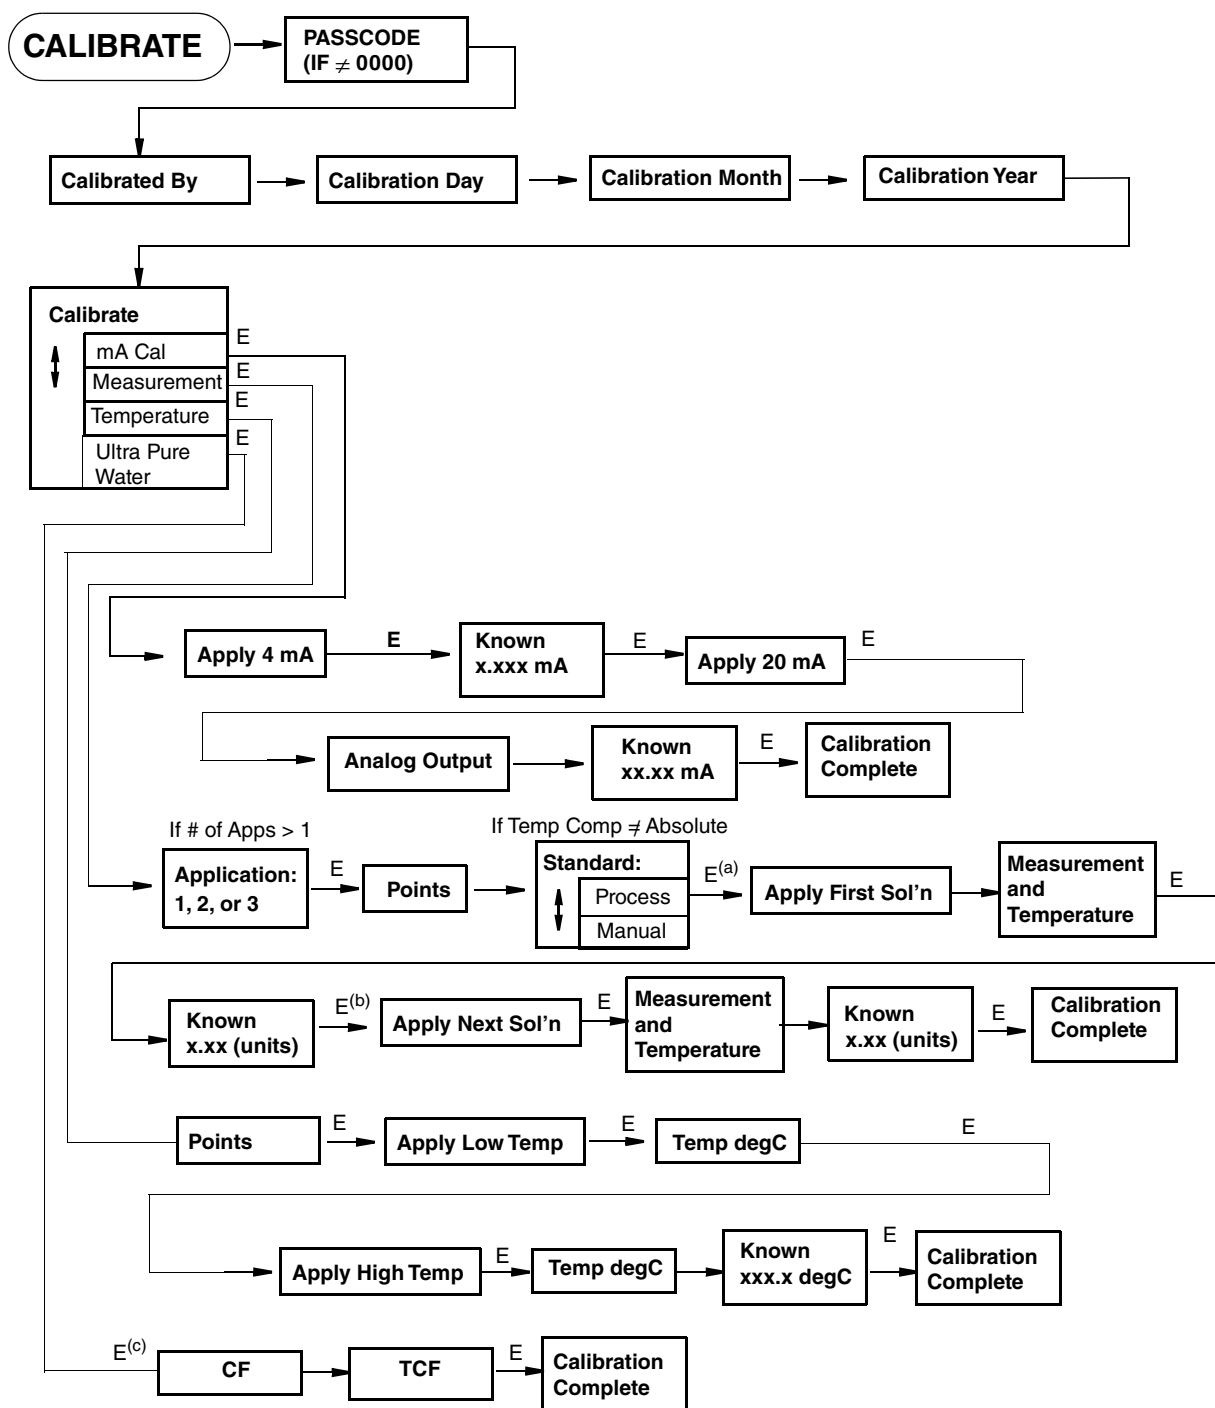 CALIBRATE
PASSCODE
(IF ≠ 0000)
Calibrated By
Calibration Day
Calibration Month
Calibration Year
Calibrate
mA Cal
E
Measurement
E
Temperature
E
Ultra Pure
Water
E
Apply 4 mA
E
Known
x.xxx mA
E
Apply 20 mA
E
Analog Output
Known
xx.xx mA
E
Calibration
Complete
If # of Apps > 1
Application:
1, 2, or 3
E
Points
If Temp Comp ≠ Absolute
Standard:
Process
Manual
E(a)
Apply First Sol'n
Measurement
and
Temperature
E
Known
x.xx (units)
E(b)
Apply Next Sol'n
E
Measurement
and
Temperature
Known
x.xx (units)
E
Calibration
Complete
Points
E
Apply Low Temp
E
Temp degC
E
Apply High Temp
E
Temp degC
Known
xxx.x degC
E
Calibration
Complete
E(c)
CF
TCF
E
Calibration
Complete